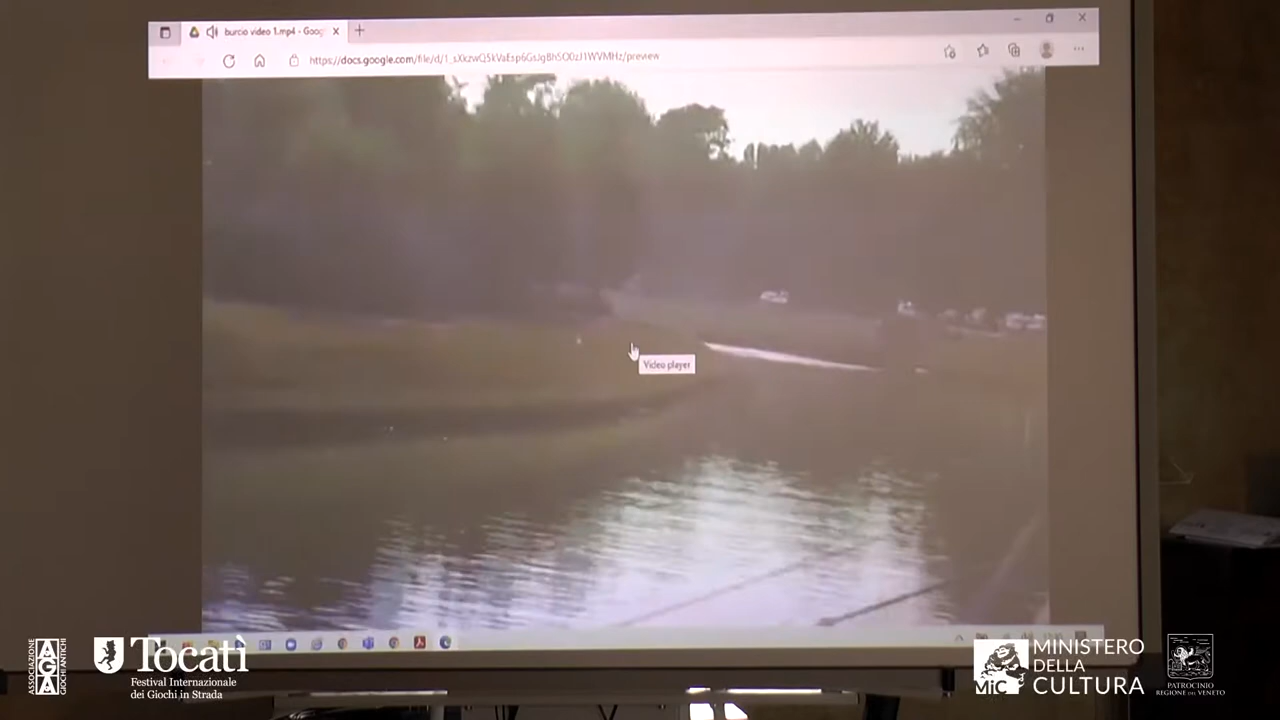 burcio video 1.mp4 - Goog
https://docs.google.com/file/d/1_sXkzwQ5kVaEsp6GsJgBhSO0zJ1WVMHz/preview
Video player
ASSOCIAZIONE
AGA
GIOCHI ANTICHI
Tocatì
Festival Internazionale
dei Giochi in Strada
MiC
MINISTERO
DELLA
CULTURA
PATROCINIO
REGIONE DEL VENETO